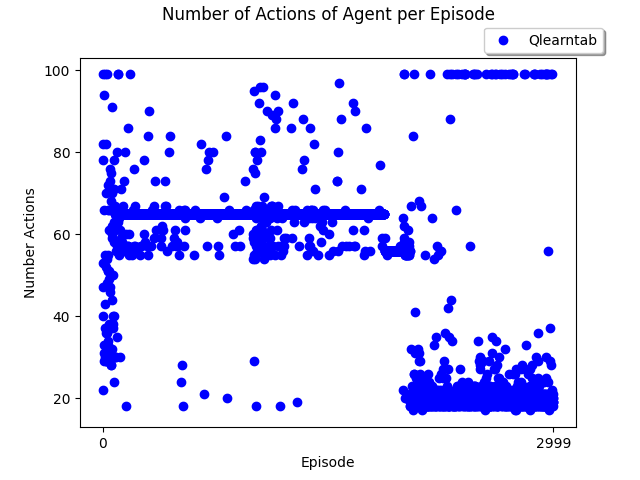 Number of Actions of Agent per Episode
Qlearntab
100
80
60
40
20
Number Actions
0
2999
Episode